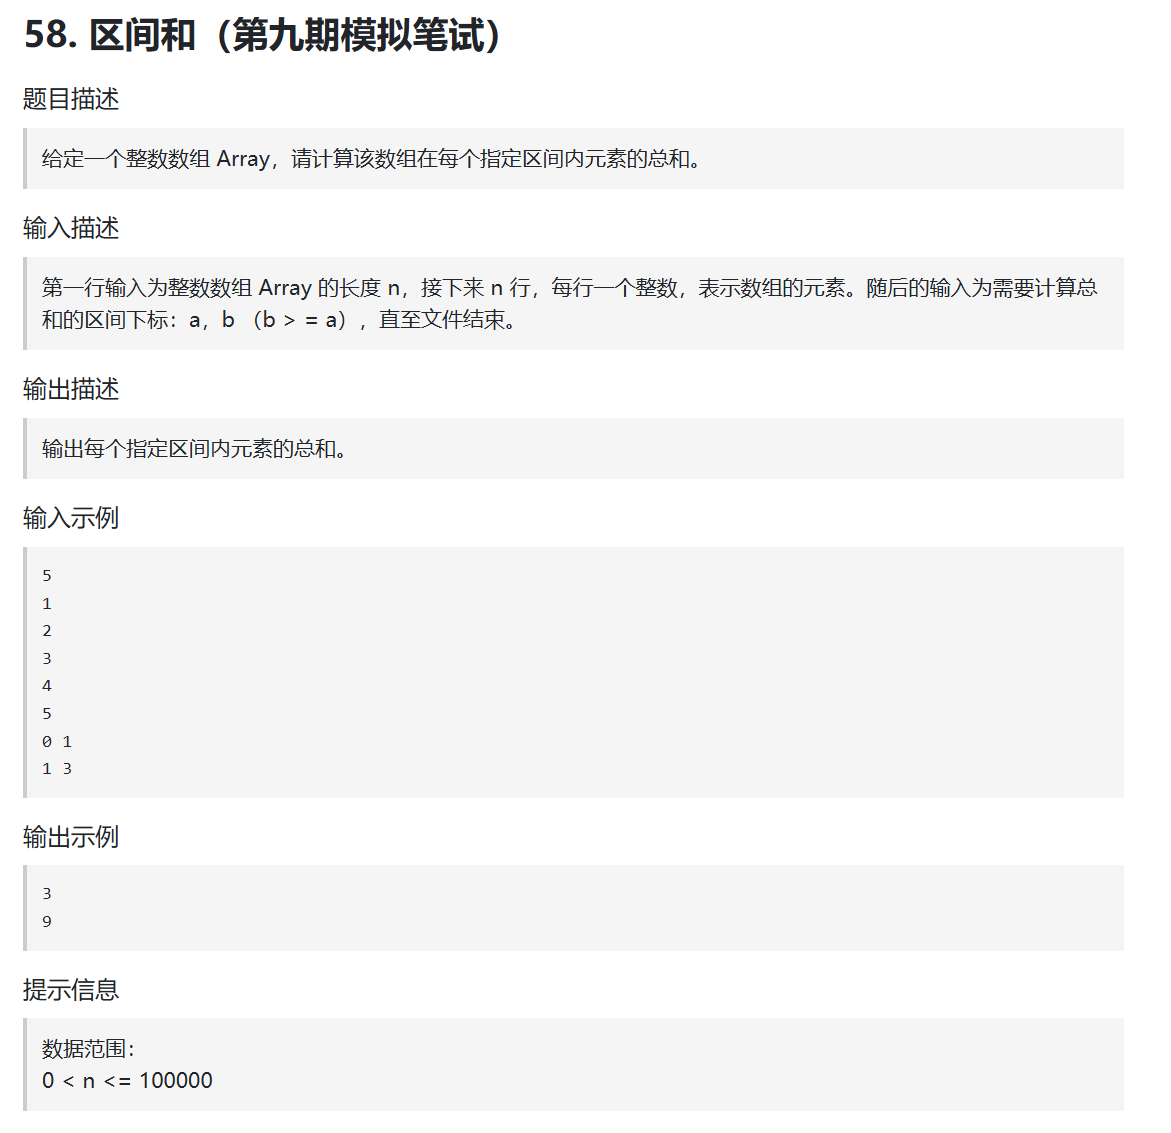 58. 区间和（第九期模拟笔试）
题目描述
给定一个整数数组 Array，请计算该数组在每个指定区间内元素的总和。
输入描述
第一行输入为整数数组 Array 的长度 n，接下来 n 行，每行一个整数，表示数组的元素。随后的输入为需要计算总
和的区间下标：a，b （b > = a），直至文件结束。
输出描述
输出每个指定区间内元素的总和。
输入示例
5
1
2
3
4
5
0 1
1 3
输出示例
3
9
提示信息
数据范围：
0 < n <= 100000